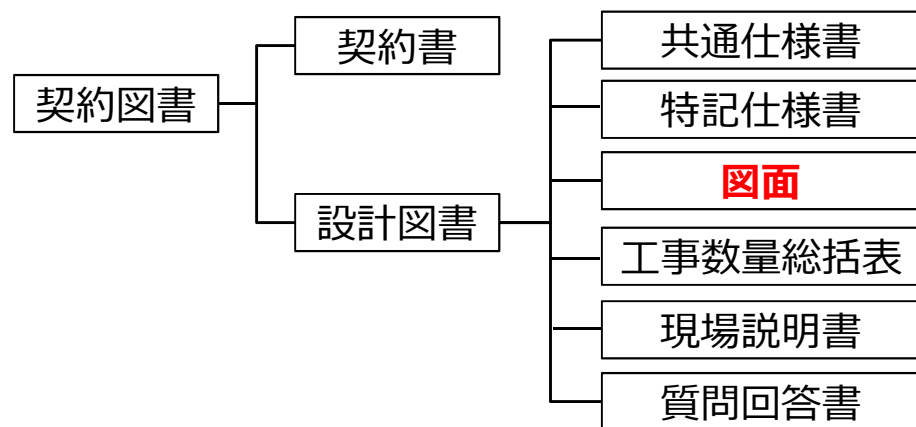 契約図書
契約書
設計図書
共通仕様書
特記仕様書
図面
工事数量総括表
現場説明書
質問回答書